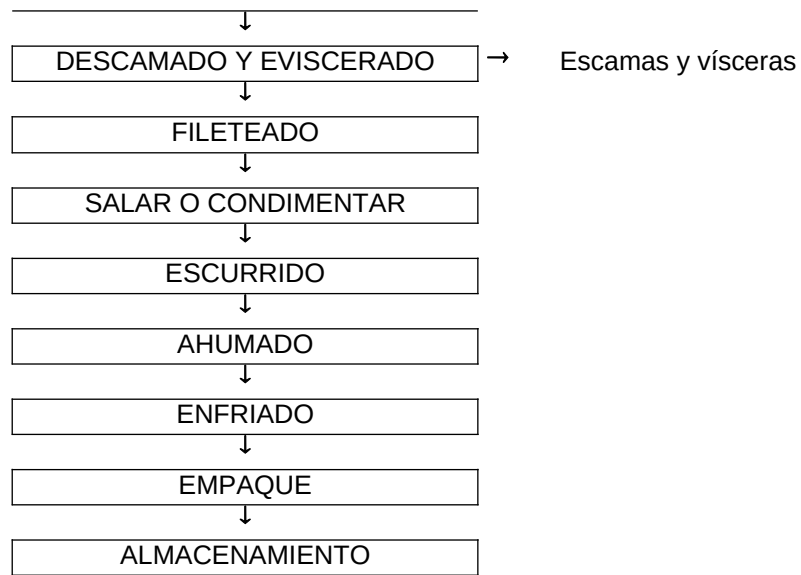 DESCAMADO Y EVISCERADO → Escamas y vísceras
FILETEADO
SALAR O CONDIMENTAR
ESCURRIDO
AHUMADO
ENFRIADO
EMPAQUE
ALMACENAMIENTO